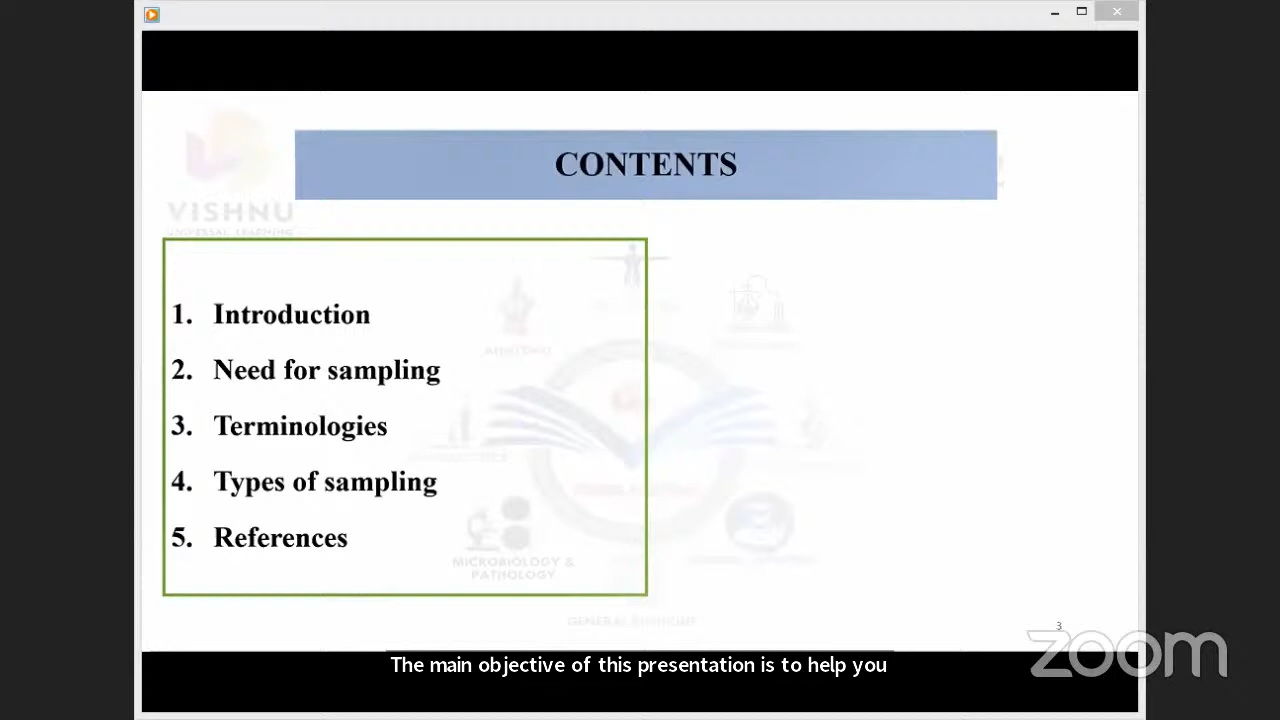 CONTENTS
VISHNU
UNIVERSAL LEARNING
1. Introduction
2. Need for sampling
3. Terminologies
4. Types of sampling
5. References
MICROBIOLOGY &
PATHOLOGY
GENERAL MEDICINE
3
zoom
The main objective of this presentation is to help you